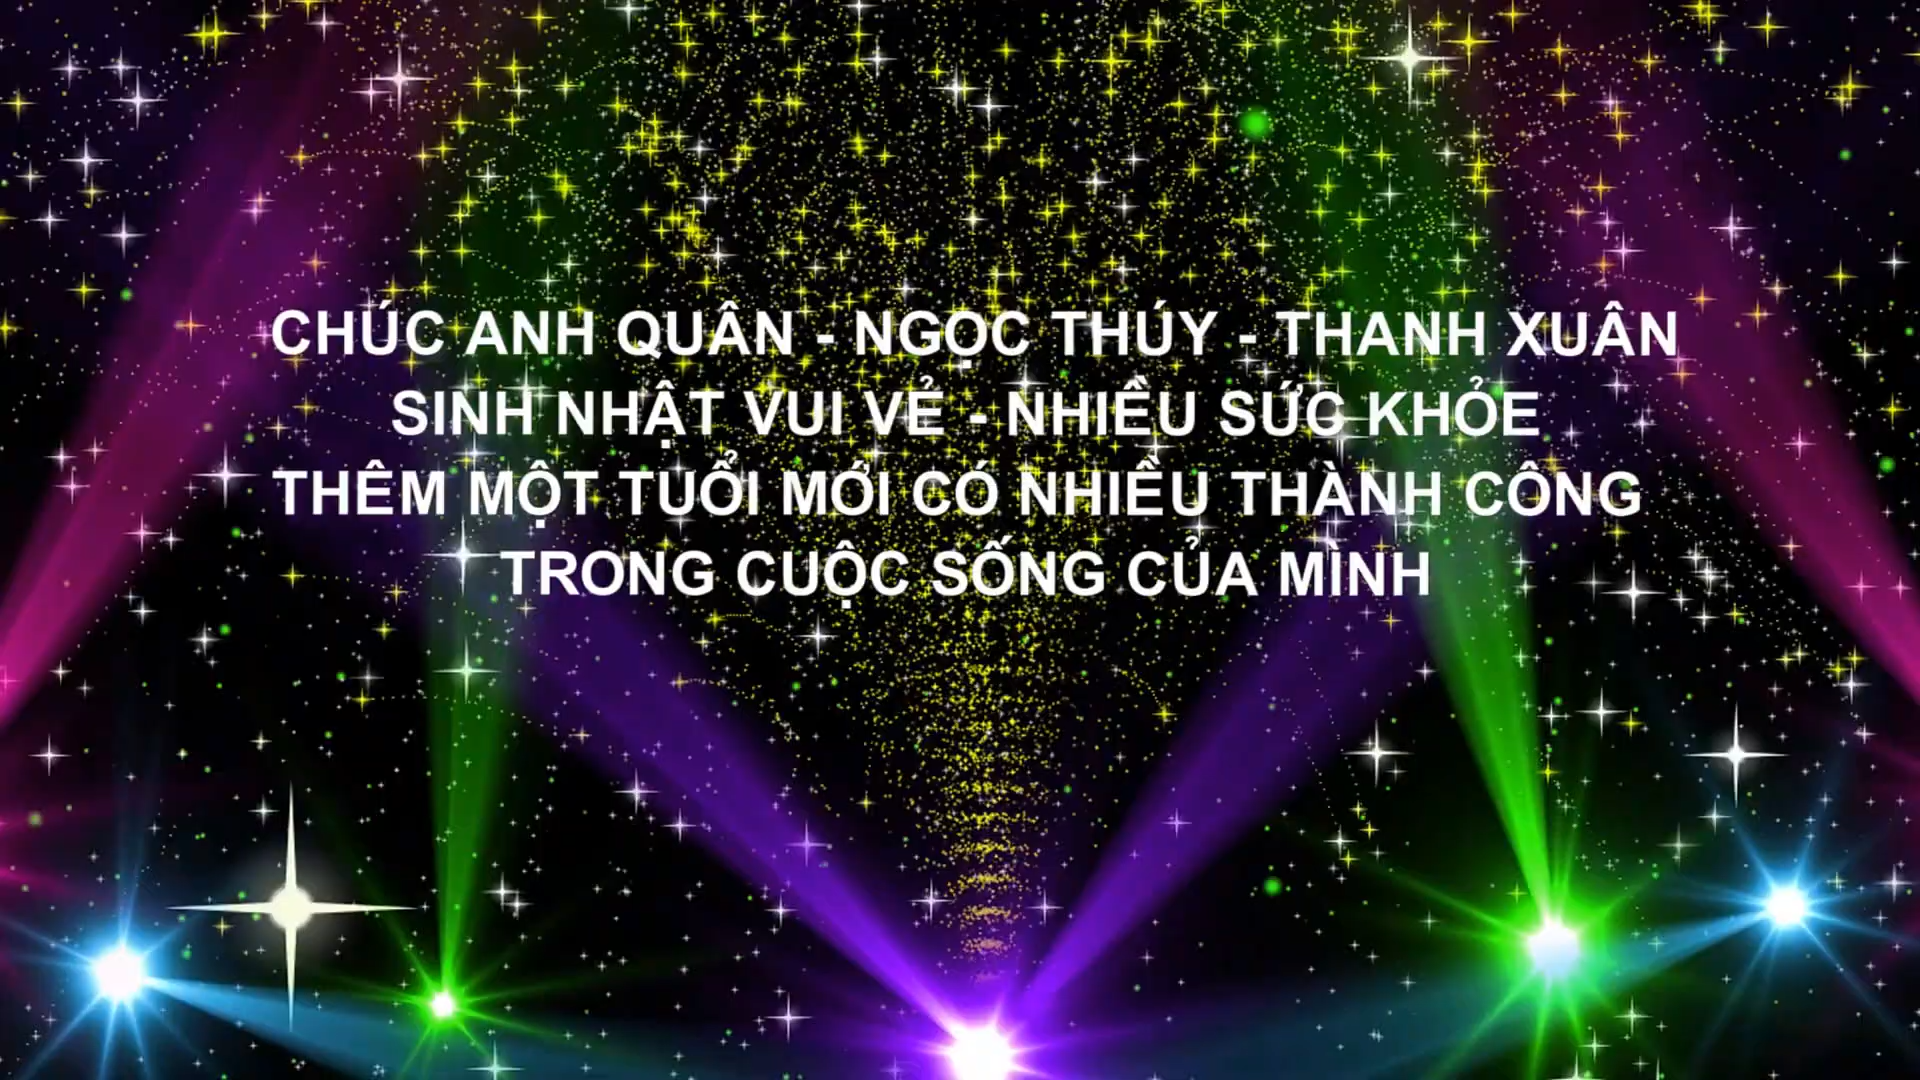 CHÚC ANH QUÂN - NGỌC THÚY - THANH XUÂN
SINH NHẬT VUI VẺ - NHIỀU SỨC KHỎE
THÊM MỘT TUỔI MỚI CÓ NHIỀU THÀNH CÔNG
TRONG CUỘC SỐNG CỦA MÌNH